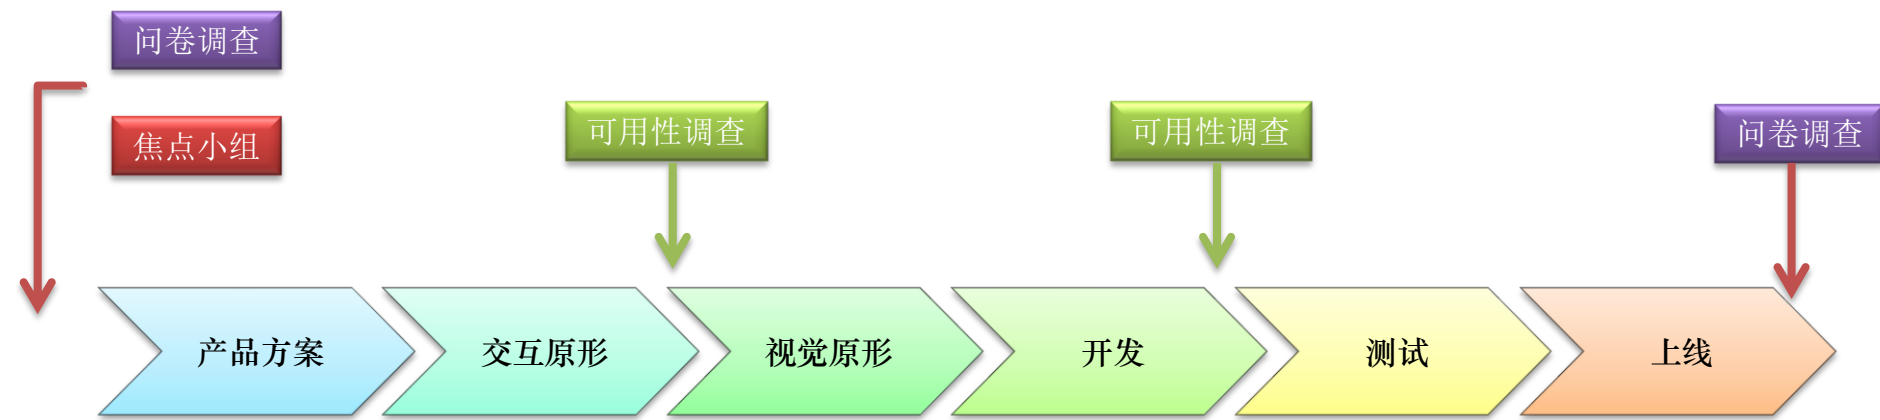 问卷调查
焦点小组
可用性调查
可用性调查
问卷调查
产品方案
交互原形
视觉原形
开发
测试
上线